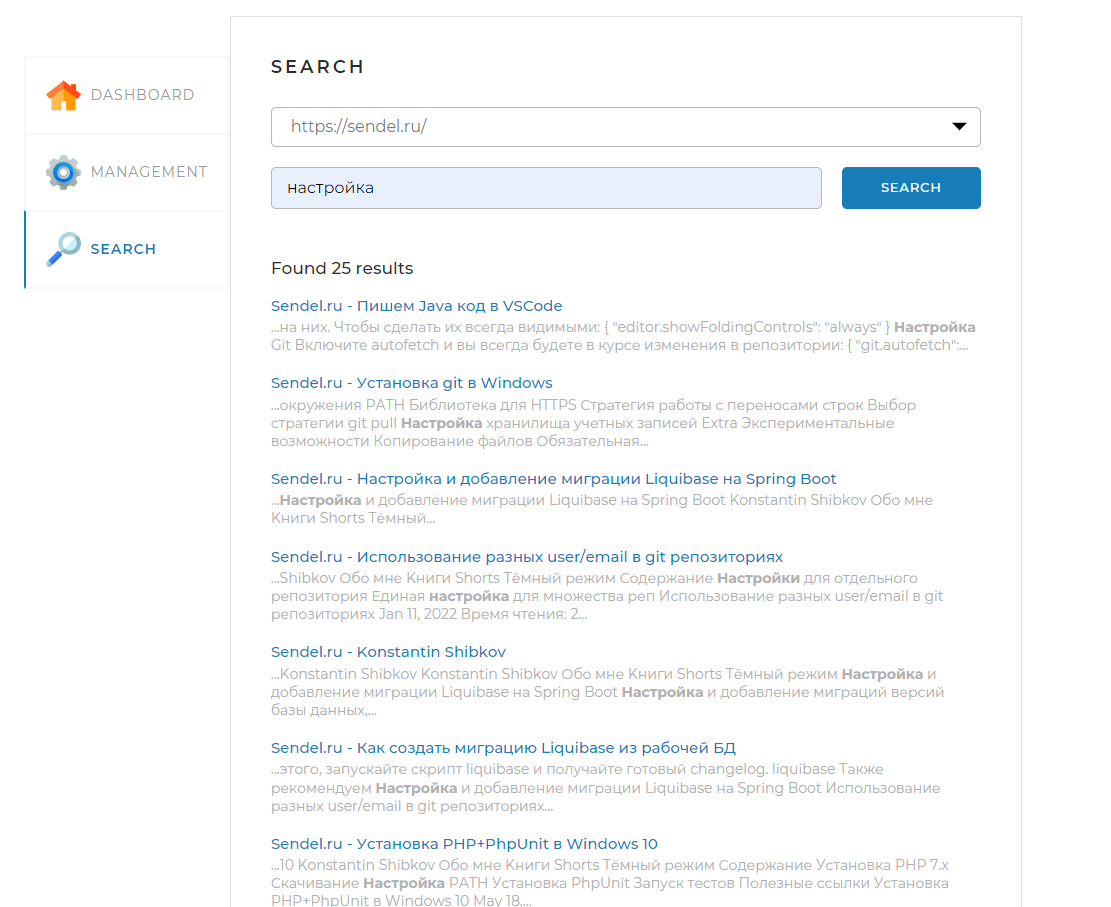 DASHBOARD
MANAGEMENT
SEARCH
SEARCH
https://sendel.ru/
настройка
SEARCH
Found 25 results
Sendel.ru - Пишем Java код в VSCode
...на них. Чтобы сделать их всегда видимыми: { "editor.showFoldingControls": "always" } Настройка
Git Включите autofetch и вы всегда будете в курсе изменения в репозитории: { "git.autofetch":...
Sendel.ru - Установка git в Windows
...окружения PATH Библиотека для HTTPS Стратегия работы с переносами строк Выбор
стратегии git pull Настройка хранилища учетных записей Extra Экспериментальные
возможности Копирование файлов Обязательная...
Sendel.ru - Настройка и добавление миграции Liquibase на Spring Boot
...Настройка и добавление миграции Liquibase на Spring Boot Konstantin Shibkov Обо мне
Книги Shorts Тёмный...
Sendel.ru - Использование разных user/email в git репозиториях
...Shibkov Обо мне Книги Shorts Тёмный режим Содержание Настройки для отдельного
репозитория Единая настройка для множества реп Использование разных user/email в git
репозиториях Jan 11, 2022 Время чтения: 2...
Sendel.ru - Konstantin Shibkov
...Konstantin Shibkov Konstantin Shibkov Обо мне Книги Shorts Тёмный режим Настройка и
добавление миграции Liquibase на Spring Boot Настройка и добавление миграций версий
базы данных,...
Sendel.ru - Как создать миграцию Liquibase из рабочей БД
...этого, запускайте скрипт liquibase и получайте готовый changelog. liquibase Также
рекомендуем Настройка и добавление миграции Liquibase на Spring Boot Использование
разных user/email в git репозиториях...
Sendel.ru - Установка PHP+PhpUnit в Windows 10
...10 Konstantin Shibkov Обо мне Книги Shorts Тёмный режим Содержание Установка PHP 7.x
Скачивание Настройка PATH Установка PhpUnit Запуск тестов Полезные ссылки Установка
PHP+PhpUnit в Windows 10 May 18,...